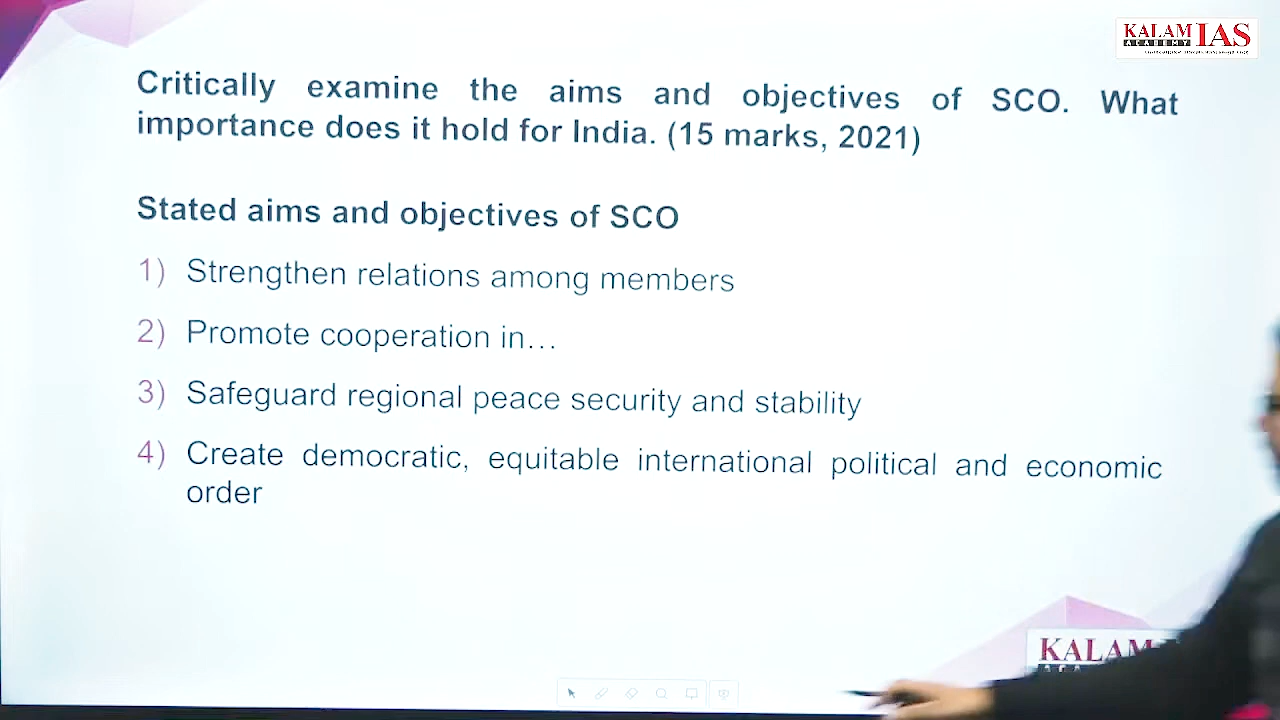 KALAM IAS
ACADEMY
Critically examine the aims and objectives of SCO. What
importance does it hold for India. (15 marks, 2021)
Stated aims and objectives of SCO
1) Strengthen relations among members
2) Promote cooperation in…
3) Safeguard regional peace security and stability
4) Create democratic, equitable international political and economic
order
KALAM